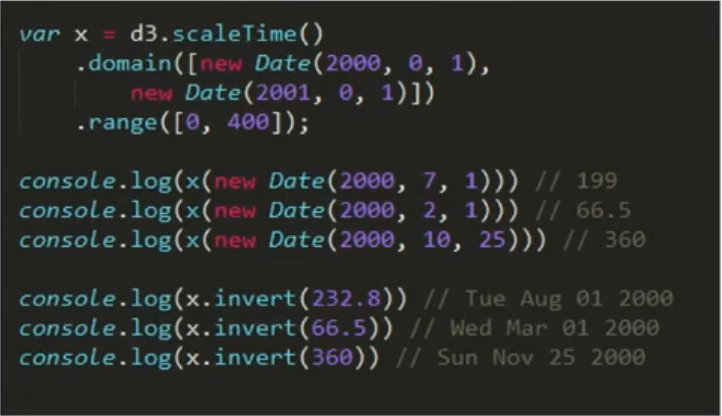 var x = d3.scaleTime()
.domain([new Date(2000, 0, 1),
new Date(2001, 0, 1)])
.range([0, 400]);
console.log(x(new Date(2000, 7, 1))) // 199
console.log(x(new Date(2000, 2, 1))) // 66.5
console.log(x(new Date(2000, 10, 25))) // 360
console.log(x.invert(232.8)) // Tue Aug 01 2000
console.log(x.invert(66.5)) // Wed Mar 01 2000
console.log(x.invert(360)) // Sun Nov 25 2000